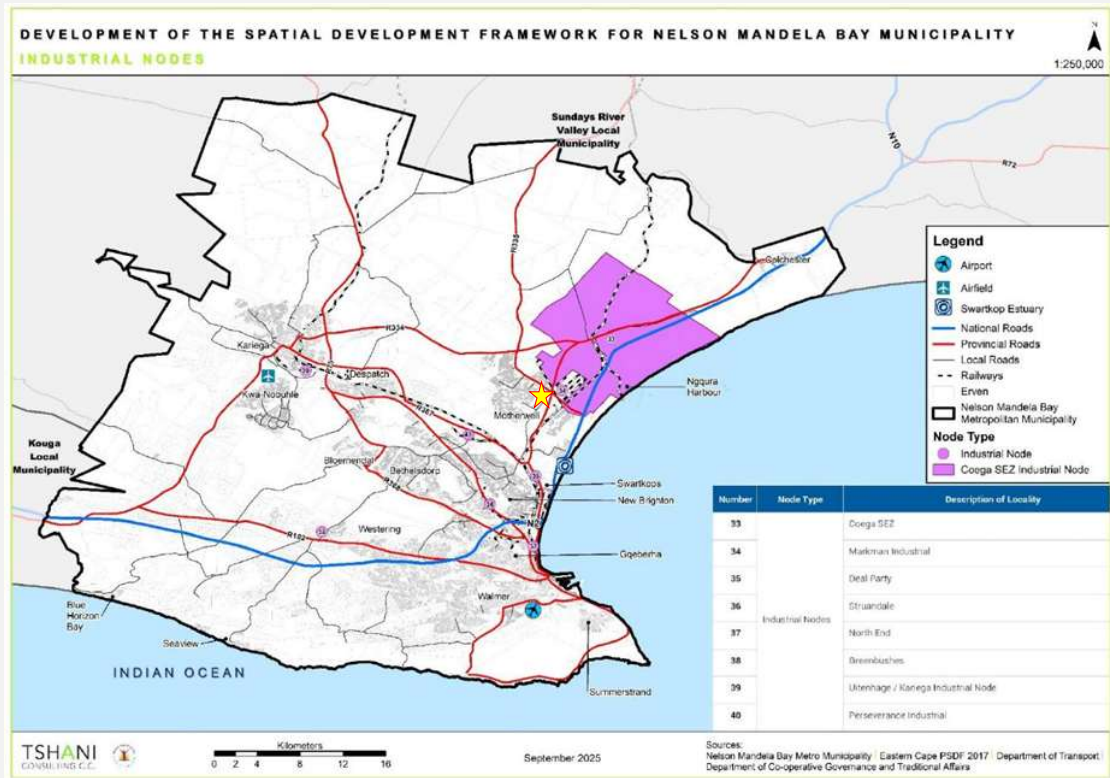 DEVELOPMENT OF THE SPATIAL DEVELOPMENT FRAMEWORK FOR NELSON MANDELA BAY MUNICIPALITY
INDUSTRIAL NODES
N
1:250,000
Sundays River
Valley Local
Municipality
N10
R72
R335
Colchester
Legend
Airport
Airfield
Swartkop Estuary
National Roads
Provincial Roads
Local Roads
Railways
Erven
Nelson Mandela Bay
Metropolitan Municipality
Node Type
Industrial Node
Coega SEZ Industrial Node
R334
33
Kariega
Despatch
Kwa-Nobuhle
Ngqura
Harbour
Motherwell
R367
Kouga
Local
Municipality
Bloemendal
Bethelsdorp
Swartkops
New Brighton
Westering
R102
N2
Gqeberha
Walmer
Blue
Horizon
Bay
Seaview
INDIAN OCEAN
Summerstrand
Number Node Type Description of Locality
33 Coega SEZ
34 Markman Industrial
35 Deal Party
36 Struandale
Industrial Nodes
37 North End
38 Greenbushes
39 Uitenhage / Kariega Industrial Node
40 Perseverance Industrial
TSHANI
CONSULTING C.C.
Kilometers
0 2 4 8 12 16
September 2025
Sources:
Nelson Mandela Bay Metro Municipality | Eastern Cape PSDF 2017 | Department of Transport |
Department of Co-operative Governance and Traditional Affairs